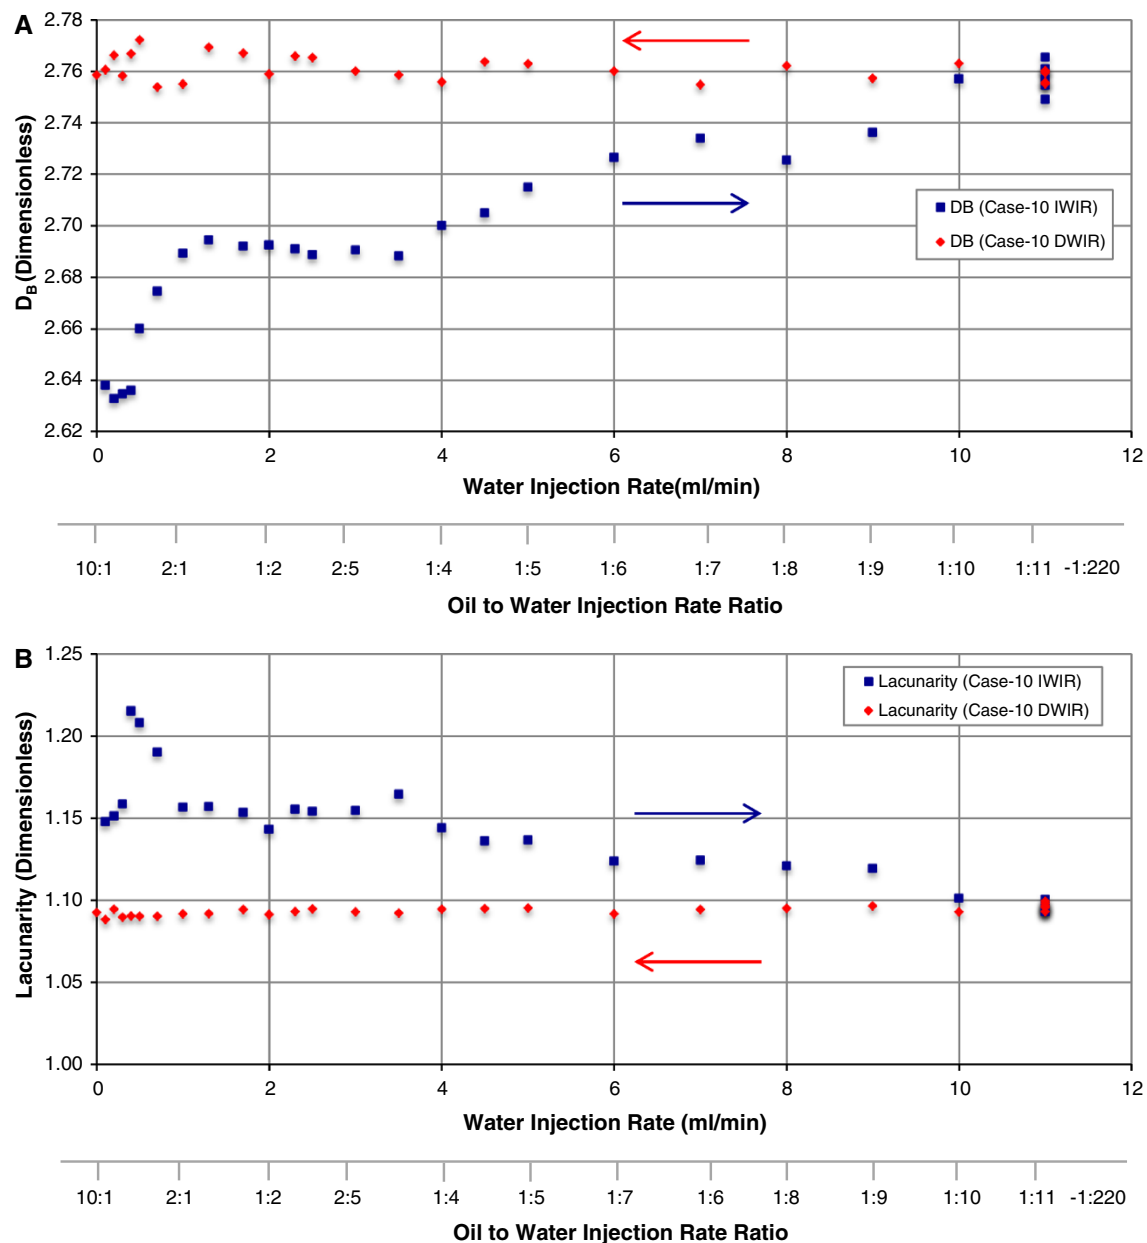 A
2.78
2.76
2.74
2.72
2.70
2.68
2.66
2.64
2.62
DB (Dimensionless)
DB (Case-10 IWIR)
DB (Case-10 DWIR)
0 2 4 6 8 10 12
Water Injection Rate(ml/min)
10:1 2:1 1:2 2:5 1:4 1:5 1:6 1:7 1:8 1:9 1:10 1:11 -1:220
Oil to Water Injection Rate Ratio
B
1.25
1.20
1.15
1.10
1.05
1.00
Lacunarity (Dimensionless)
Lacunarity (Case-10 IWIR)
Lacunarity (Case-10 DWIR)
0 2 4 6 8 10 12
Water Injection Rate (ml/min)
10:1 2:1 1:2 2:5 1:4 1:5 1:7 1:6 1:8 1:9 1:10 1:11 -1:220
Oil to Water Injection Rate Ratio